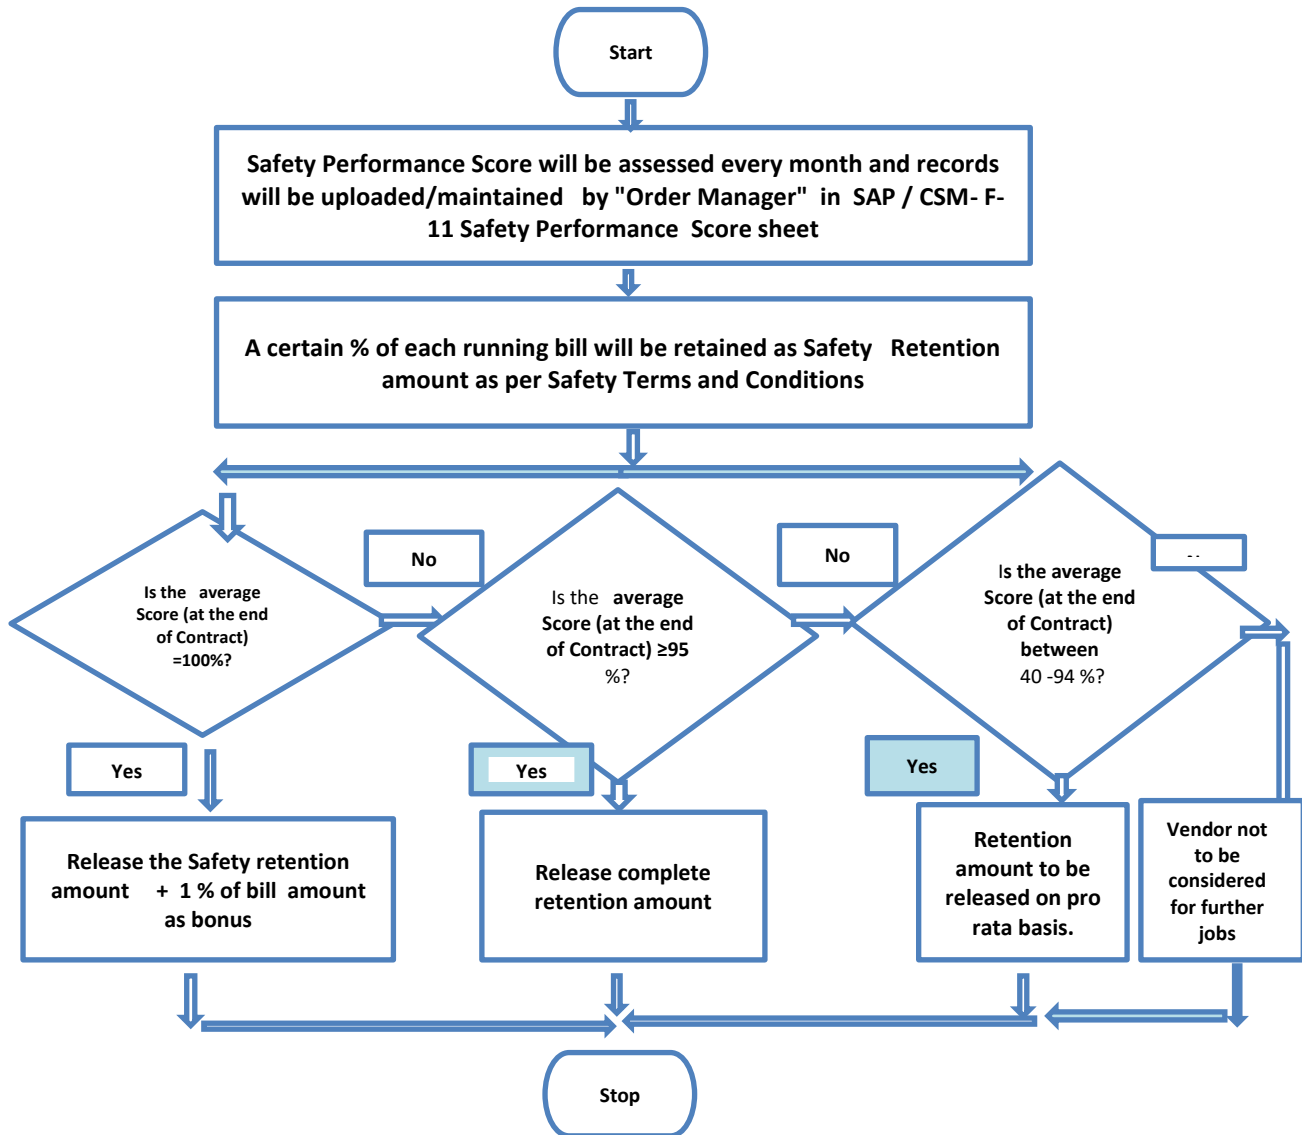 Start
Safety Performance Score will be assessed every month and records
will be uploaded/maintained by "Order Manager" in SAP / CSM- F-
11 Safety Performance Score sheet
A certain % of each running bill will be retained as Safety Retention
amount as per Safety Terms and Conditions
Is the average
Score (at the end
of Contract)
=100%?
No
Is the average
Score (at the end
of Contract) ≥95
%?
No
Is the average
Score (at the end
of Contract)
between
40 -94 %?
Yes
Yes
Yes
Release the Safety retention
amount + 1 % of bill amount
as bonus
Release complete
retention amount
Retention
amount to be
released on pro
rata basis.
Vendor not
to be
considered
for further
jobs
Stop